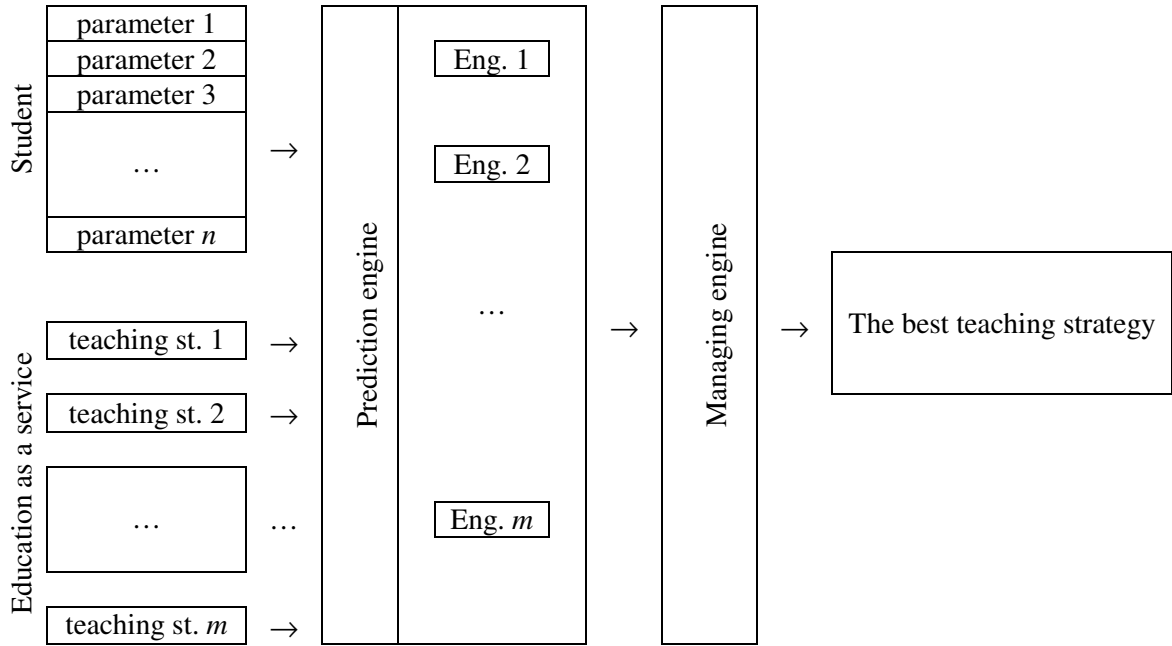 Student
parameter 1
parameter 2
parameter 3
…
parameter n
→
Education as a service
teaching st. 1
→
teaching st. 2
→
…
…
teaching st. m
→
Prediction engine
Eng. 1
Eng. 2
…
Eng. m
→
Managing engine
→
The best teaching strategy